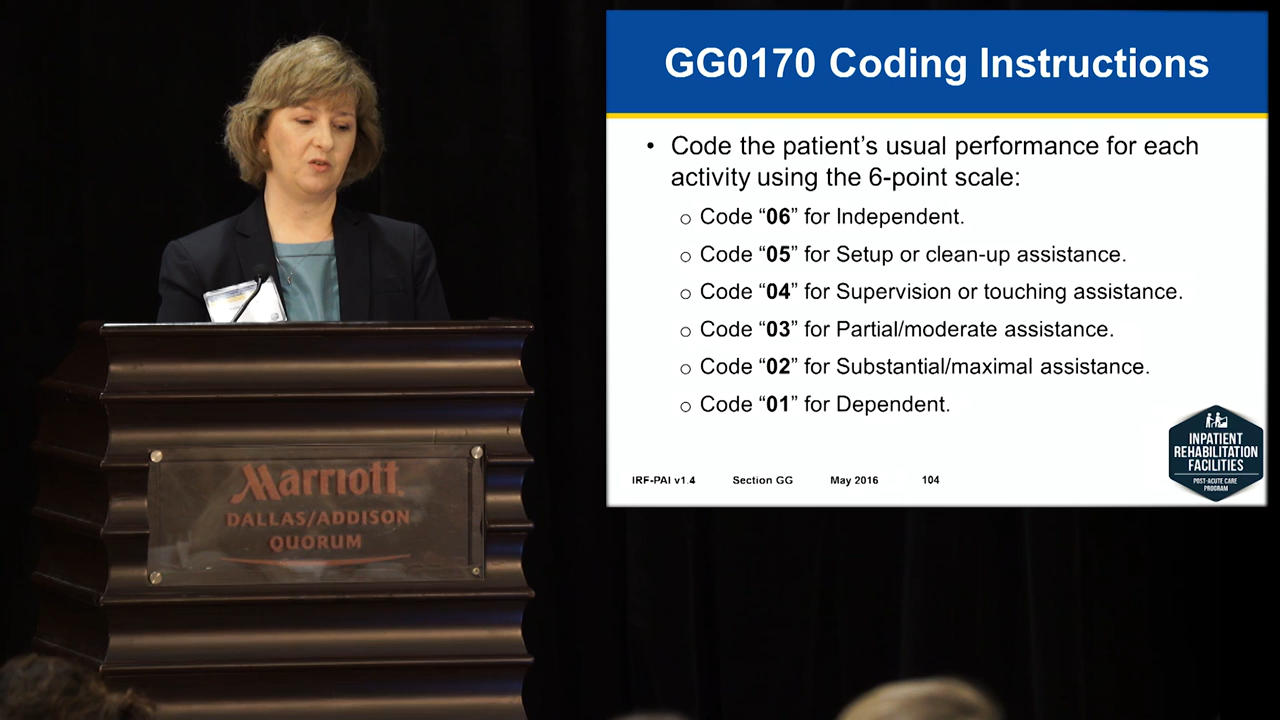 GG0170 Coding Instructions
• Code the patient’s usual performance for each
activity using the 6-point scale:
o Code “06” for Independent.
o Code “05” for Setup or clean-up assistance.
o Code “04” for Supervision or touching assistance.
o Code “03” for Partial/moderate assistance.
o Code “02” for Substantial/maximal assistance.
o Code “01” for Dependent.
INPATIENT
REHABILITATION
FACILITIES
POST-ACUTE CARE
PROGRAM
IRF-PAI v1.4 Section GG May 2016 104
Marriott
DALLAS/ADDISON
QUORUM